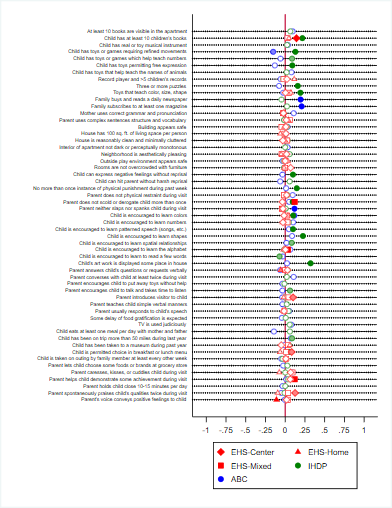 At least 10 books are visible in the apartment
Child has at least 10 children's books
Child has real or toy musical instrument
Child has toys requiring refined movements
Child has toys or games which help teach numbers
Child has toys permitting free expression
Child has toys that help teach the names of animals
Record player and >5 children's records
Three or more puzzles
Toys that teach color, size, shape
Family buys and reads a daily newspaper
Family subscribes to at least one magazine
Mother uses correct grammar and pronunciation
Parent uses complex sentences structure and vocabulary
Building appears safe
House has 100 sq. ft. of living space per person
House is reasonably clean and minimally cluttered
Interior of apartment not dark or perceptually monotonous
Neighborhood is aesthetically pleasing
Outside play environment appears safe
Rooms are not overcrowded with furniture
Child can express negative feelings without reprisal
Child can hit parent without harsh reprisal
No more than once instance of physical punishment during past week
Parent does not physically restrain during visit
Parent does not scold or derogate child more than once
Parent neither slaps nor spanks child during visit
Child is encouraged to learn colors
Child is encouraged to learn numbers
Child is encouraged to learn patterned speech (songs, etc.)
Child is encouraged to learn shapes
Child is encouraged to learn spatial relationships
Child is encouraged to learn the alphabet
Child is encouraged to learn to read a few words
Child's art work is displayed some place in house
Parent answers child's questions or requests verbally
Parent converses with child at least twice during visit
Parent encourages child to put away toys without help
Parent encourages child to talk and takes time to listen
Parent introduces visitor to child
Parent teaches child simple verbal manners
Parent usually responds to child's speech
Some delay of food gratification is expected
TV is used judiciously
Child eats at least one meal per day with mother and father
Child has been on trip more than 50 miles during last year
Child has been taken to a museum during past year
Child is permitted choice in breakfast or lunch menu
Child is taken on outing by family member at least every other week
Parent lets child choose some foods or brands at grocery store
Parent caresses, kisses, or cuddles child during visit
Parent helps child demonstrate some achievement during visit
Parent holds child close 10-15 minutes per day
Parent spontaneously praises child's qualities twice during visit
Parent's voice conveys positive feelings to child
-1 -.75 -.5 -.25 0 .25 .5 .75 1
EHS-Center EHS-Home
EHS-Mixed IHDP
ABC